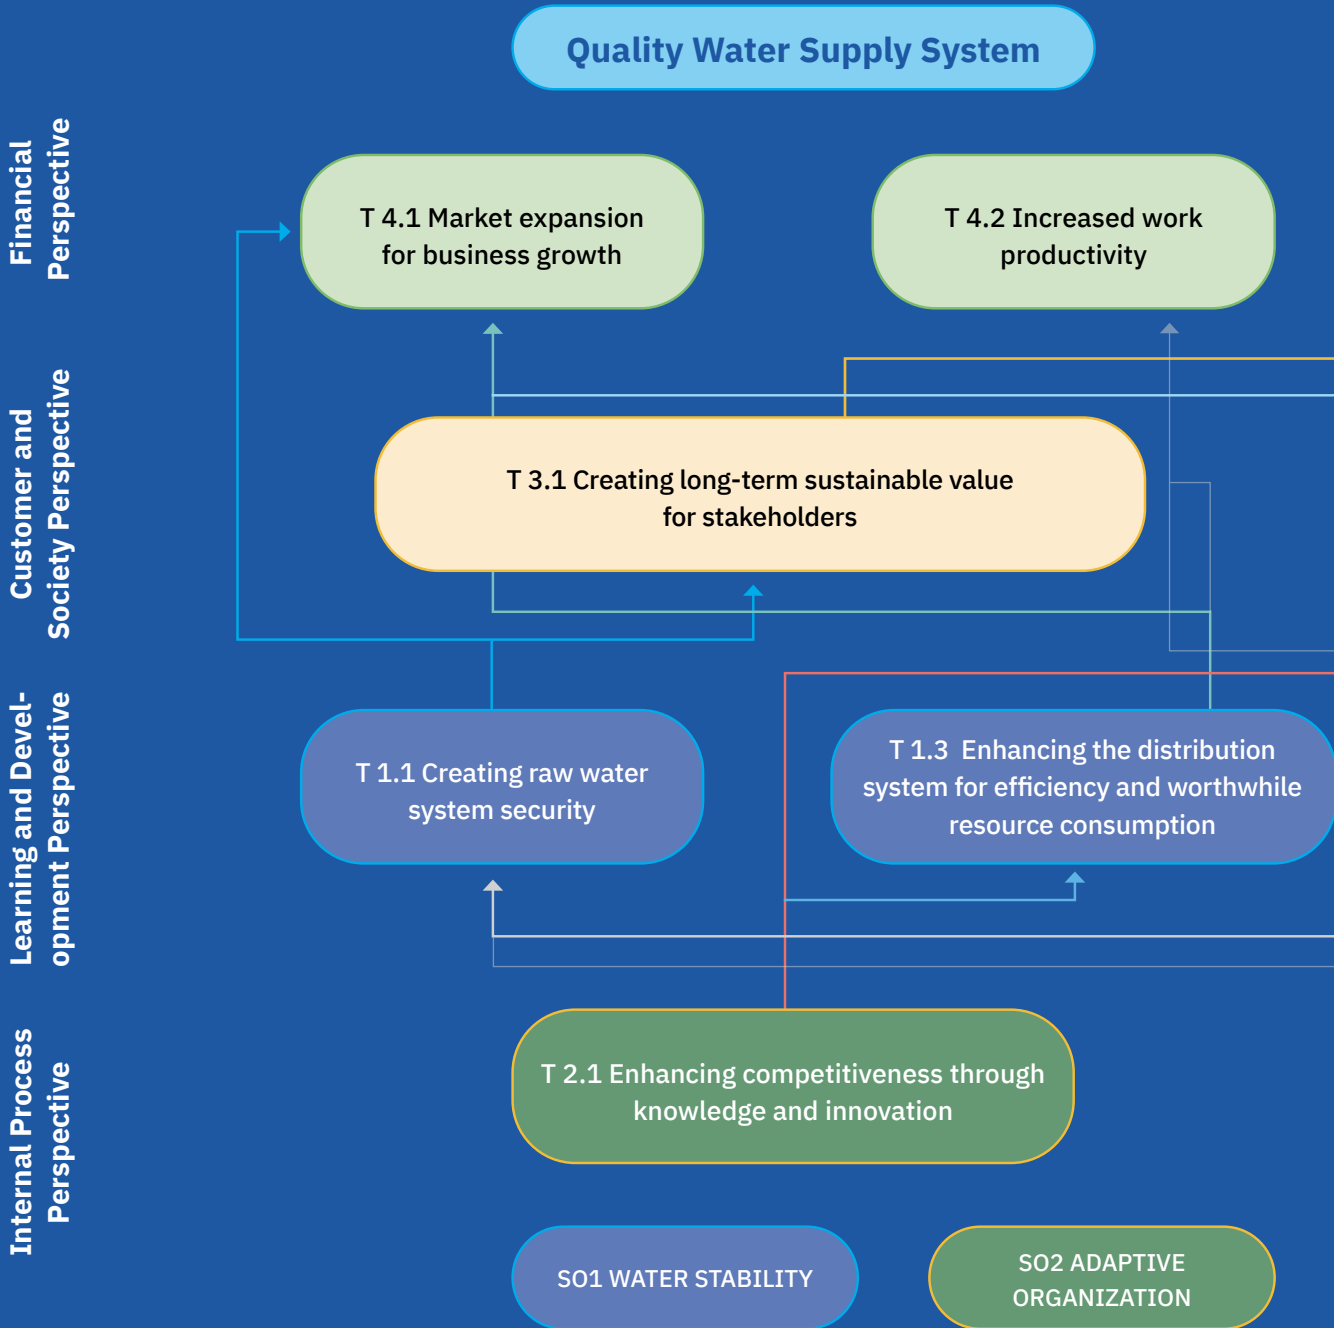 Quality Water Supply System
Financial
Perspective
T 4.1 Market expansion
for business growth
T 4.2 Increased work
productivity
Customer and
Society Perspective
T 3.1 Creating long-term sustainable value
for stakeholders
Learning and Devel-
opment Perspective
T 1.1 Creating raw water
system security
T 1.3 Enhancing the distribution
system for efficiency and worthwhile
resource consumption
Internal Process
Perspective
T 2.1 Enhancing competitiveness through
knowledge and innovation
SO1 WATER STABILITY
SO2 ADAPTIVE
ORGANIZATION